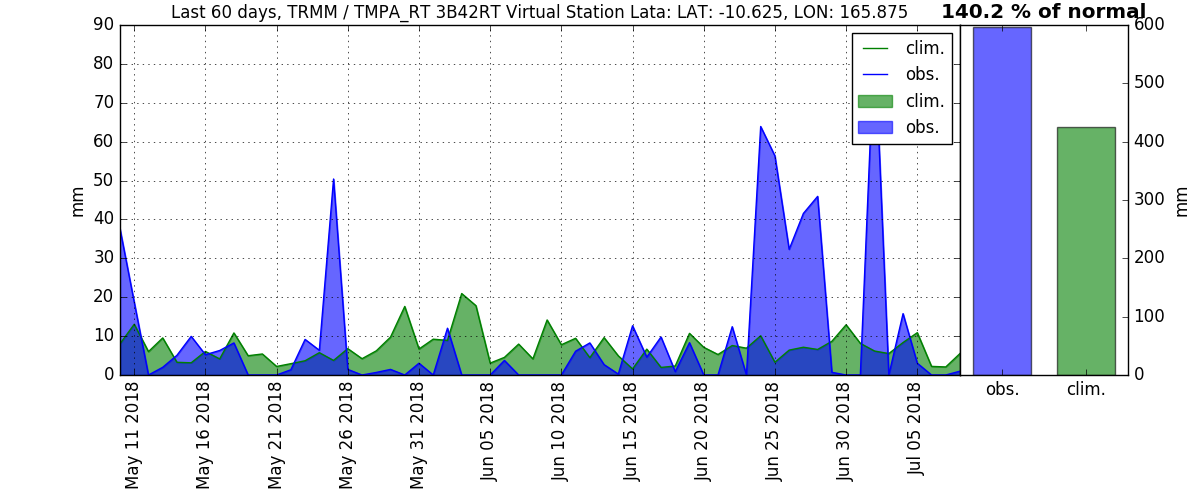 Last 60 days, TRMM / TMPA_RT 3B42RT Virtual Station Lata: LAT: -10.625, LON: 165.875
140.2 % of normal
90
80
70
60
50
40
30
20
10
0
mm
clim.
obs.
clim.
obs.
May 11 2018
May 16 2018
May 21 2018
May 26 2018
May 31 2018
Jun 05 2018
Jun 10 2018
Jun 15 2018
Jun 20 2018
Jun 25 2018
Jun 30 2018
Jul 05 2018
600
500
400
300
200
100
0
mm
obs.
clim.